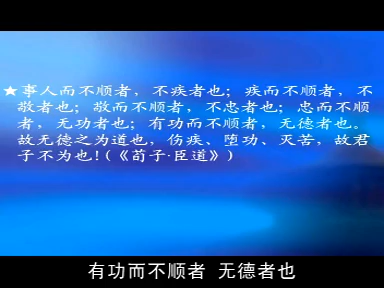 ★事人而不顺者，不疾者也；疾而不顺者，不
敬者也；敬而不顺者，不忠者也；忠而不顺
者，无功者也；有功而不顺者，无德者也。
故无德之为道也，伤疾、堕功、灭苦，故君
子不为也!(《荀子·臣道》)
有功而不顺者 无德者也